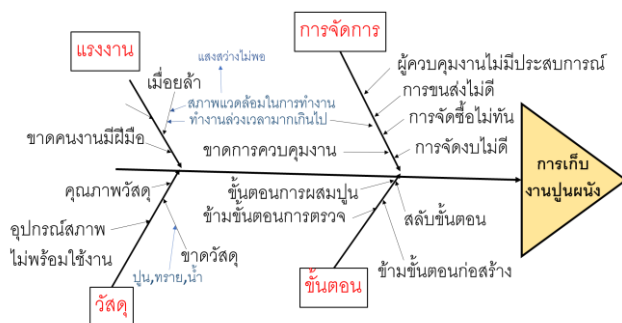 แรงงาน
แสงสว่างไม่พอ
เมื่อยล้า
สภาพแวดล้อมในการทำงาน
ทำงานล่วงเวลามากเกินไป
ขาดคนงานมีฝีมือ
การจัดการ
ผู้ควบคุมงานไม่มีประสบการณ์
การขนส่งไม่ดี
การจัดซื้อไม่ทัน
ขาดการควบคุมงาน
การจัดงบไม่ดี
การเก็บ
งานปูนผนัง
คุณภาพวัสดุ
อุปกรณ์สภาพ
ไม่พร้อมใช้งาน
ขาดวัสดุ
ปูน,ทราย,น้ำ
วัสดุ
ขั้นตอนการผสมปูน
ข้ามขั้นตอนการตรวจ
สลับขั้นตอน
ข้ามขั้นตอนก่อสร้าง
ขั้นตอน